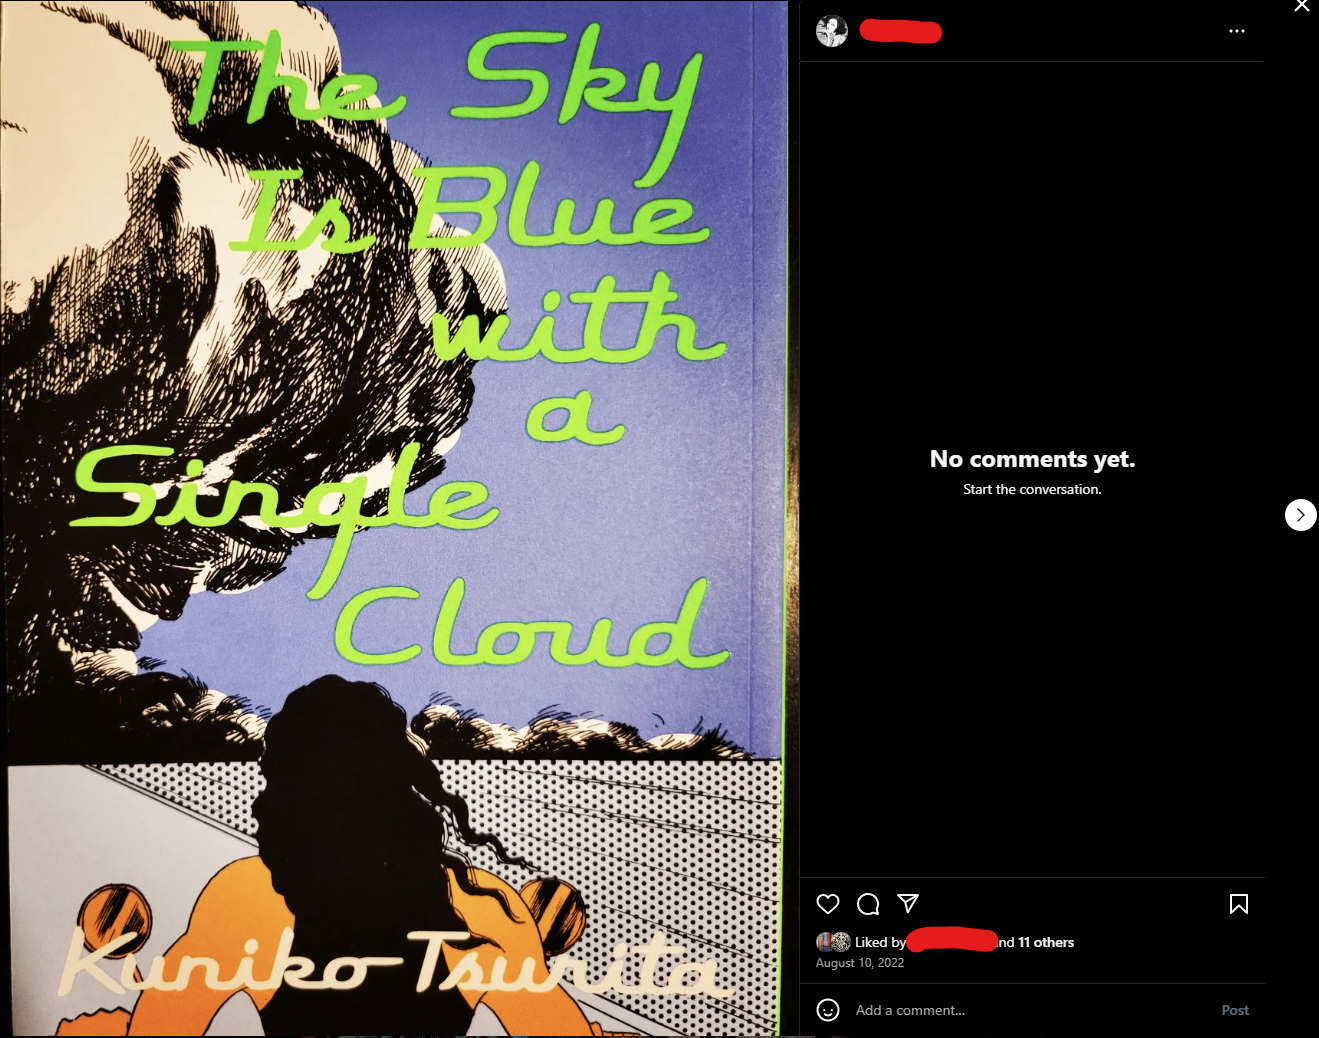 The Sky
Is Blue
with
a
Single
Cloud
Kuniko Tsurita
No comments yet.
Start the conversation.
Liked by nd 11 others
August 10, 2022
Add a comment...
Post